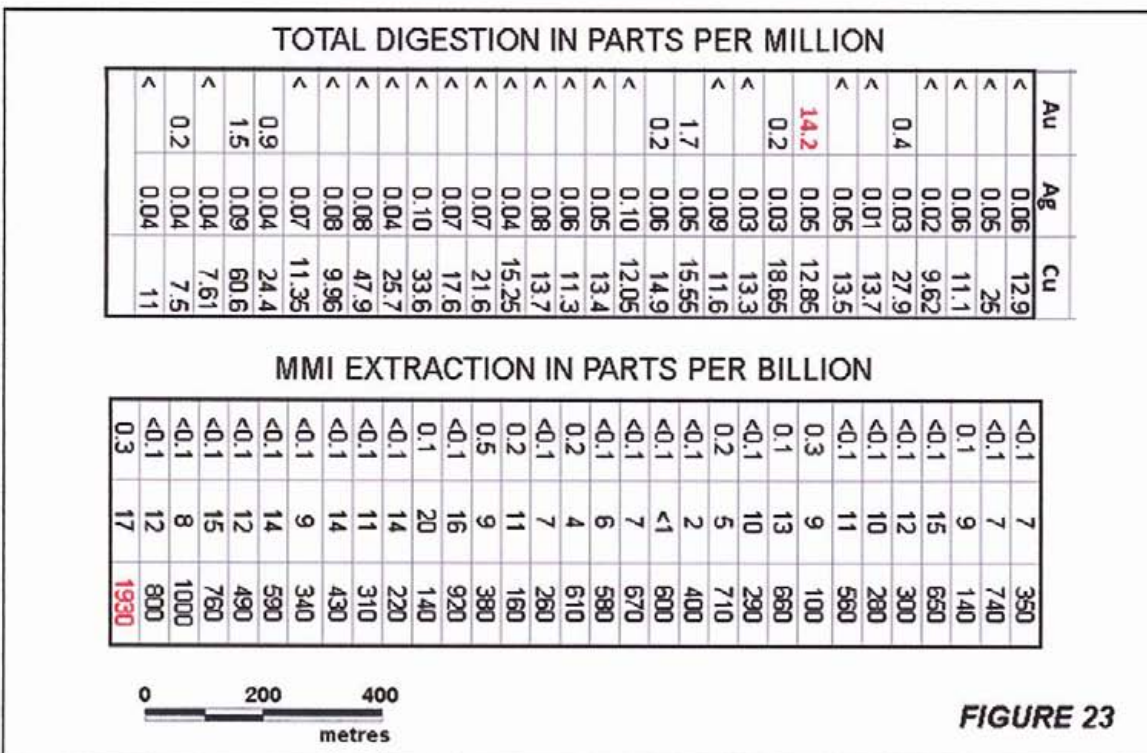 TOTAL DIGESTION IN PARTS PER MILLION
Au Ag Cu
< 0.06 12.9
< 0.05 25
< 0.06 11.1
< 0.02 9.62
0.4 0.03 27.9
< 0.01 13.7
< 0.05 13.5
14.2 0.05 12.85
0.2 0.03 18.65
< 0.03 13.3
< 0.09 11.6
1.7 0.05 15.55
0.2 0.06 14.9
< 0.10 12.05
< 0.05 13.4
< 0.06 11.3
< 0.08 13.7
< 0.04 15.25
< 0.07 21.6
< 0.07 17.6
< 0.10 33.6
< 0.04 25.7
< 0.08 47.9
< 0.08 9.96
< 0.07 11.35
0.9 0.04 24.4
1.5 0.09 60.6
< 0.04 7.61
0.2 0.04 7.5
< 0.04 11
MMI EXTRACTION IN PARTS PER BILLION
<0.1 7 350
<0.1 7 740
0.1 9 140
<0.1 15 650
<0.1 12 300
<0.1 10 280
<0.1 11 560
0.3 9 100
0.1 13 660
<0.1 10 290
0.2 5 710
<0.1 2 400
<0.1 <1 600
<0.1 7 670
<0.1 6 580
0.2 4 610
<0.1 7 260
0.2 11 160
0.5 9 380
<0.1 16 920
0.1 20 140
<0.1 14 220
<0.1 11 310
<0.1 14 430
<0.1 9 340
<0.1 14 590
<0.1 12 490
<0.1 15 760
<0.1 8 1000
<0.1 12 800
0.3 17 1930
0 200 400
metres
FIGURE 23